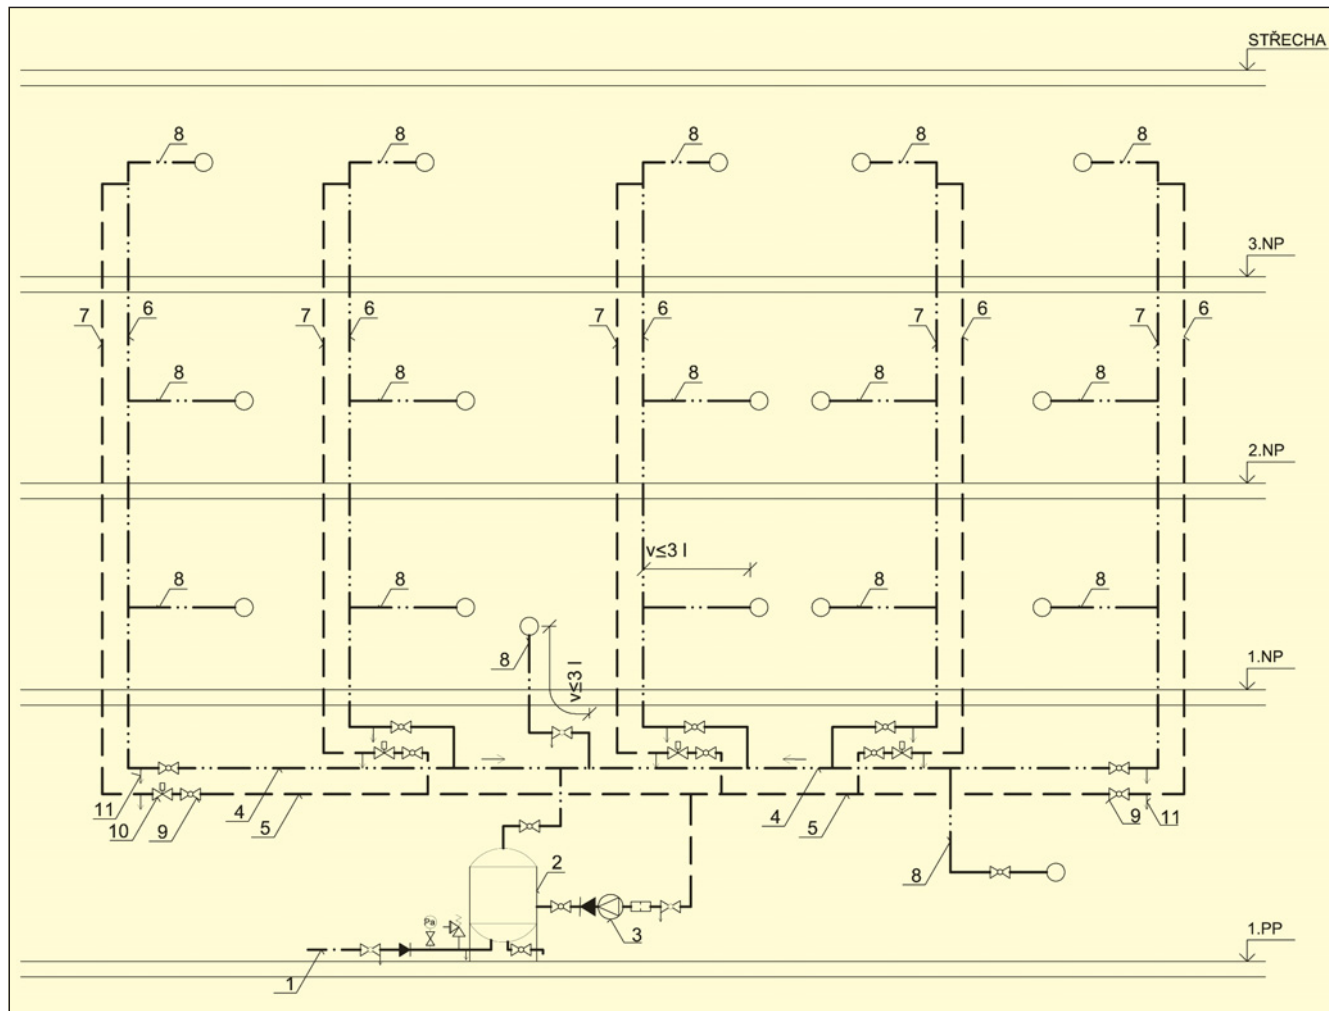 STŘECHA
8 8 8 8 8
3.NP
7 6 7 6 7 6 7 6 7 6
8 8 8 8 8
2.NP
v≤3 l
8 8 8 8
8 v≤3 l
1.NP
11 10 9 4 5 4 5 9 11
2 8
Pa
3
1.PP
1